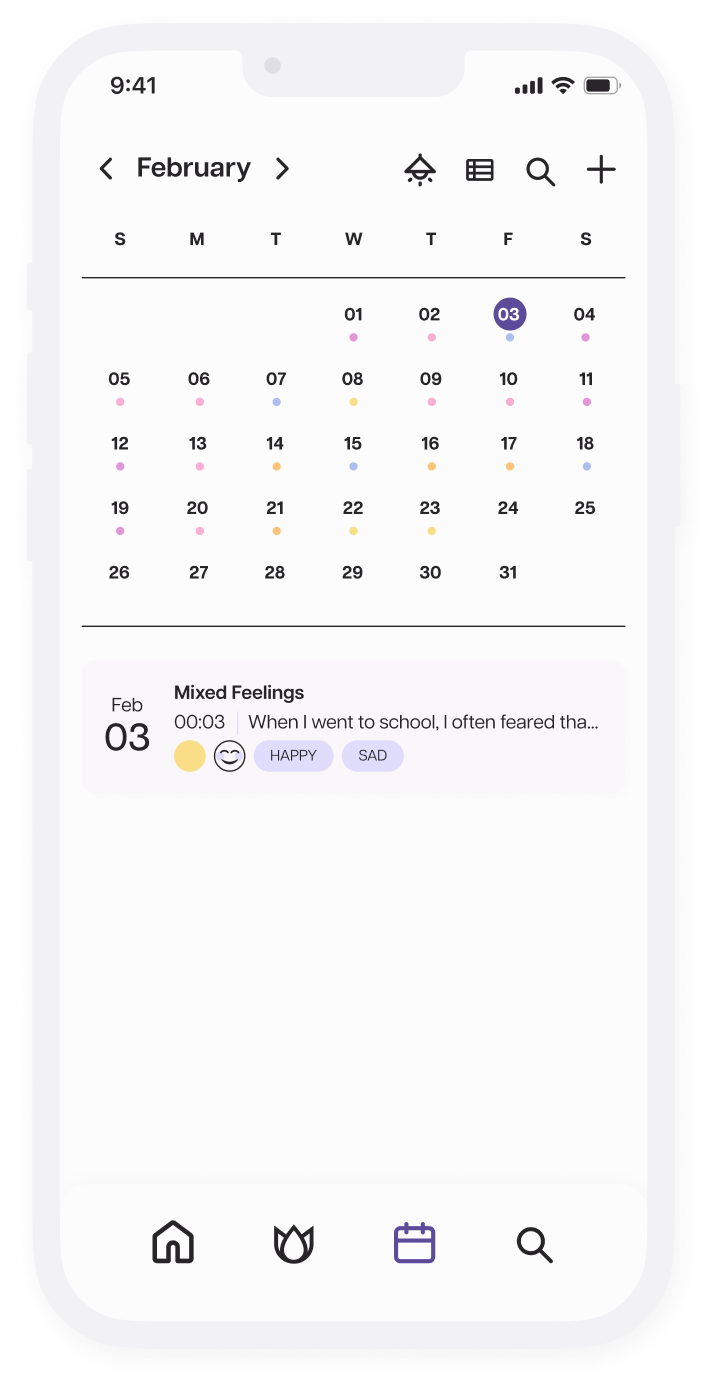 9:41
February
S M T W T F S
01 02 03 04
05 06 07 08 09 10 11
12 13 14 15 16 17 18
19 20 21 22 23 24 25
26 27 28 29 30 31
Mixed Feelings
Feb
03
00:03 When I went to school, I often feared tha...
HAPPY SAD